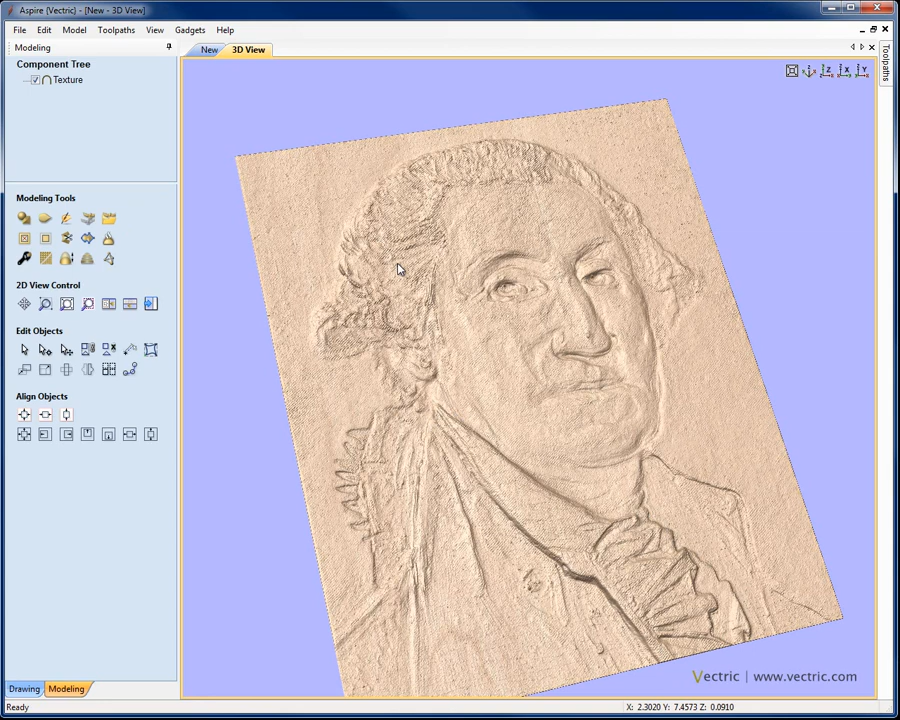 Aspire {Vectric} - [New - 3D View]
File Edit Model Toolpaths View Gadgets Help
Modeling
New
3D View
Toolpaths
Component Tree
Texture
Z X Y
Modeling Tools
2D View Control
Edit Objects
Align Objects
Drawing
Modeling
Vectric | www.vectric.com
Ready
X: 2.3020 Y: 7.4573 Z: 0.0910